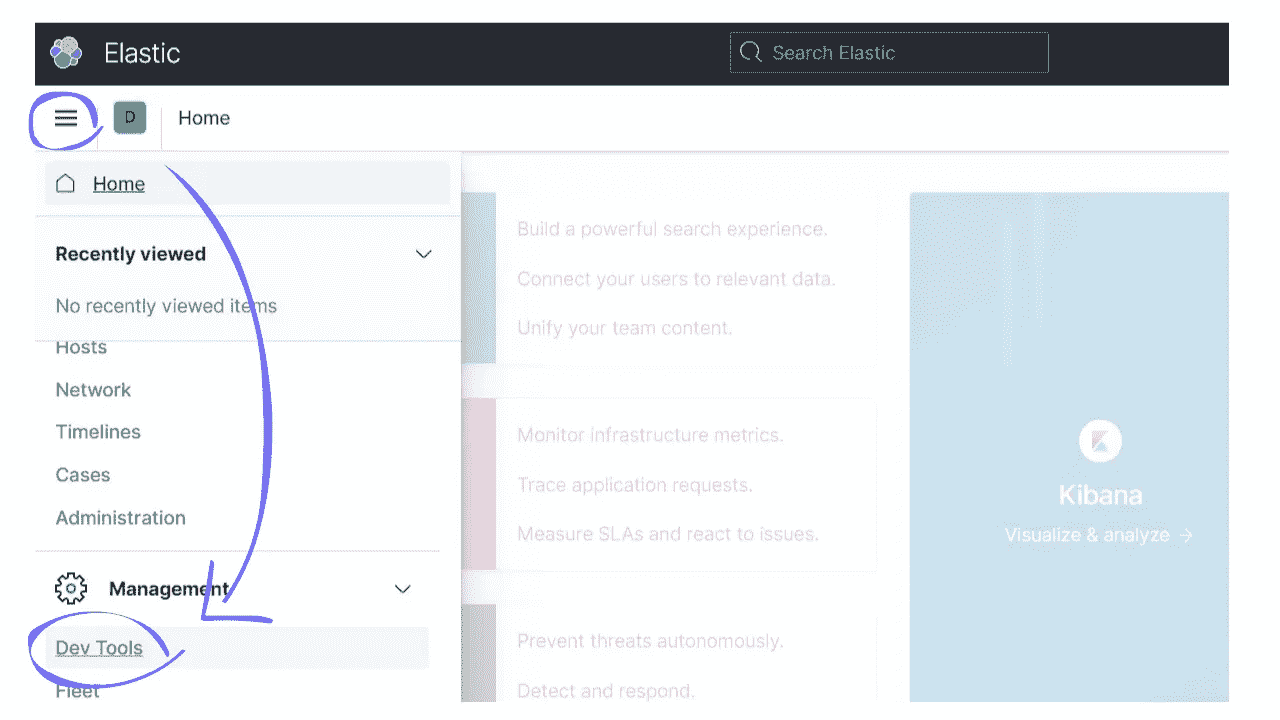 Elastic
Search Elastic
D
Home
Home
Recently viewed
No recently viewed items
Hosts
Network
Timelines
Cases
Administration
Management
Dev Tools
Fleet
Build a powerful search experience.
Connect your users to relevant data.
Unify your team content.
Monitor infrastructure metrics.
Trace application requests.
Measure SLAs and react to issues.
Prevent threats autonomously.
Detect and respond.
Kibana
Visualize & analyze →